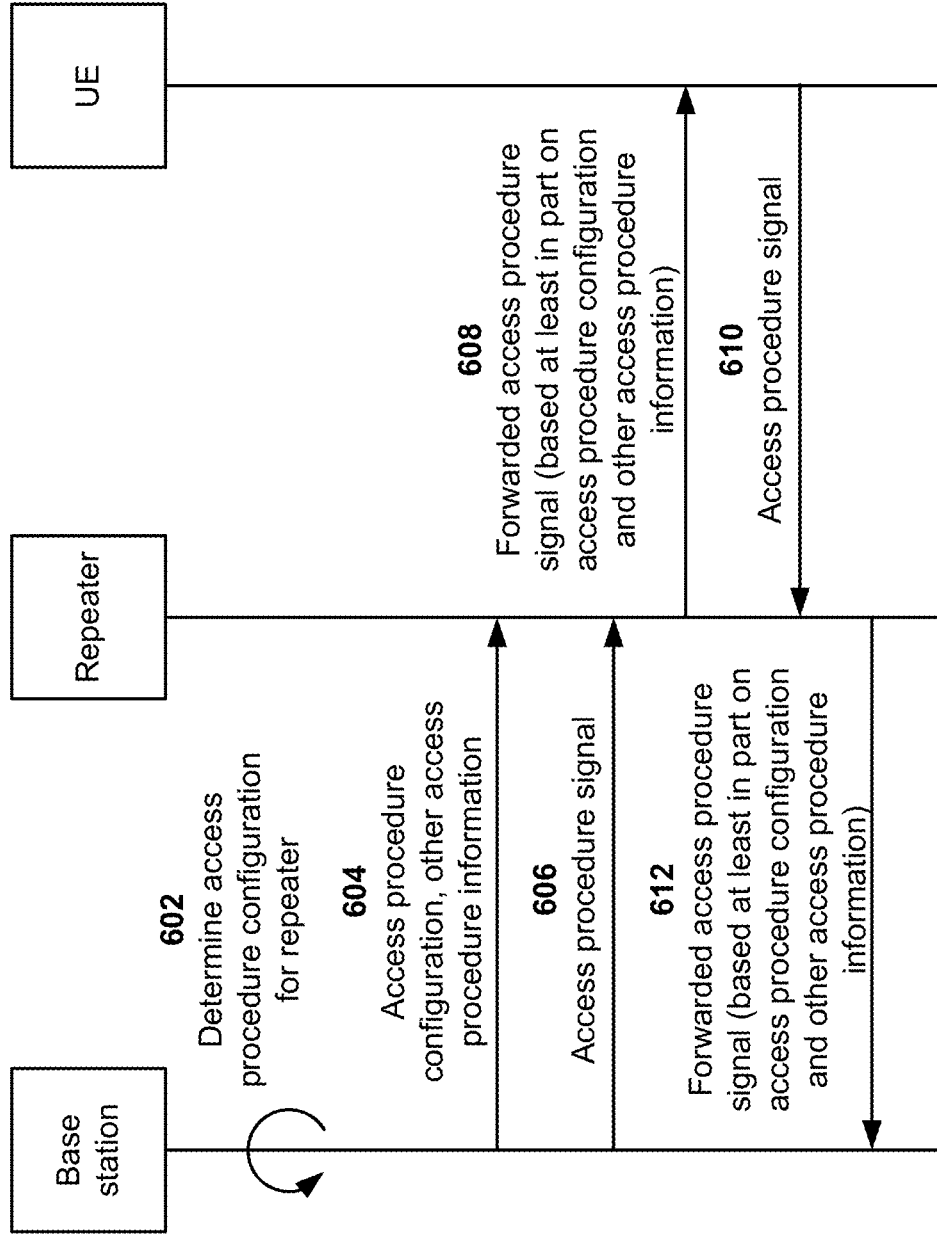 Base
station
Repeater
UE
602
Determine access
procedure configuration
for repeater
604
Access procedure
configuration, other access
procedure information
606
Access procedure signal
608
Forwarded access procedure
signal (based at least in part on
access procedure configuration
and other access procedure
information)
610
Access procedure signal
612
Forwarded access procedure
signal (based at least in part on
access procedure configuration
and other access procedure
information)